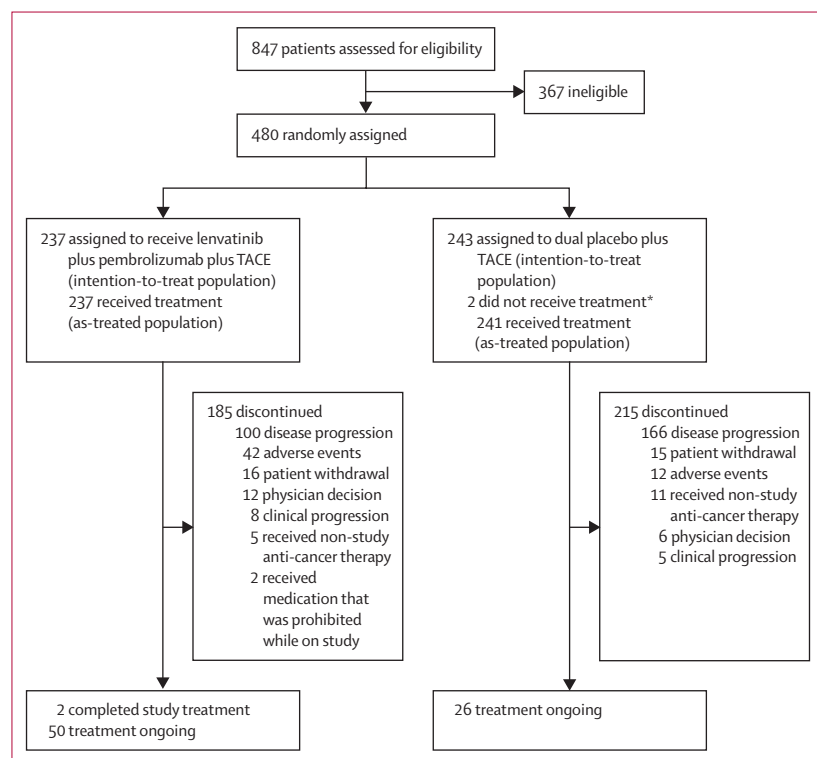 847 patients assessed for eligibility
367 ineligible
480 randomly assigned
237 assigned to receive lenvatinib
plus pembrolizumab plus TACE
(intention-to-treat population)
237 received treatment
(as-treated population)
243 assigned to dual placebo plus
TACE (intention-to-treat
population)
2 did not receive treatment*
241 received treatment
(as-treated population)
185 discontinued
100 disease progression
42 adverse events
16 patient withdrawal
12 physician decision
8 clinical progression
5 received non-study
anti-cancer therapy
2 received
medication that
was prohibited
while on study
215 discontinued
166 disease progression
15 patient withdrawal
12 adverse events
11 received non-study
anti-cancer therapy
6 physician decision
5 clinical progression
2 completed study treatment
50 treatment ongoing
26 treatment ongoing